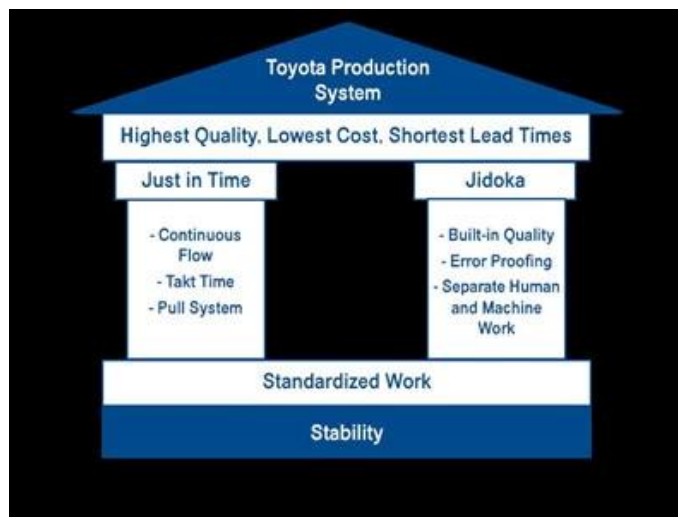 Toyota Production
System
Highest Quality, Lowest Cost, Shortest Lead Times
Just in Time
- Continuous
Flow
- Takt Time
- Pull System
Jidoka
- Built-in Quality
- Error Proofing
- Separate Human
and Machine
Work
Standardized Work
Stability